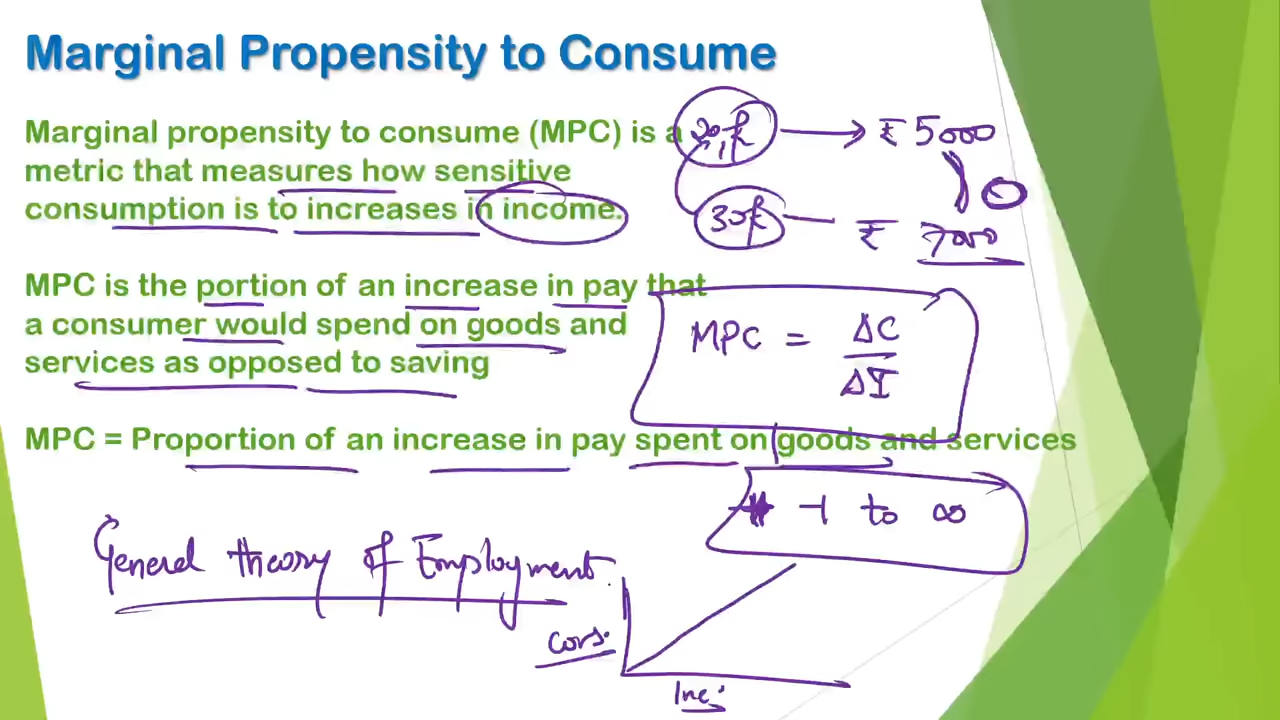 Marginal Propensity to Consume
Marginal propensity to consume (MPC) is a
metric that measures how sensitive
consumption is to increases in income.
20k → ₹ 5000
30k — ₹ 7000
MPC is the portion of an increase in pay that
a consumer would spend on goods and
services as opposed to saving
MPC = ΔC
ΔI
MPC = Proportion of an increase in pay spent on goods and services
-1 to ∞
General theory of Employment.
Cons.
Inc.